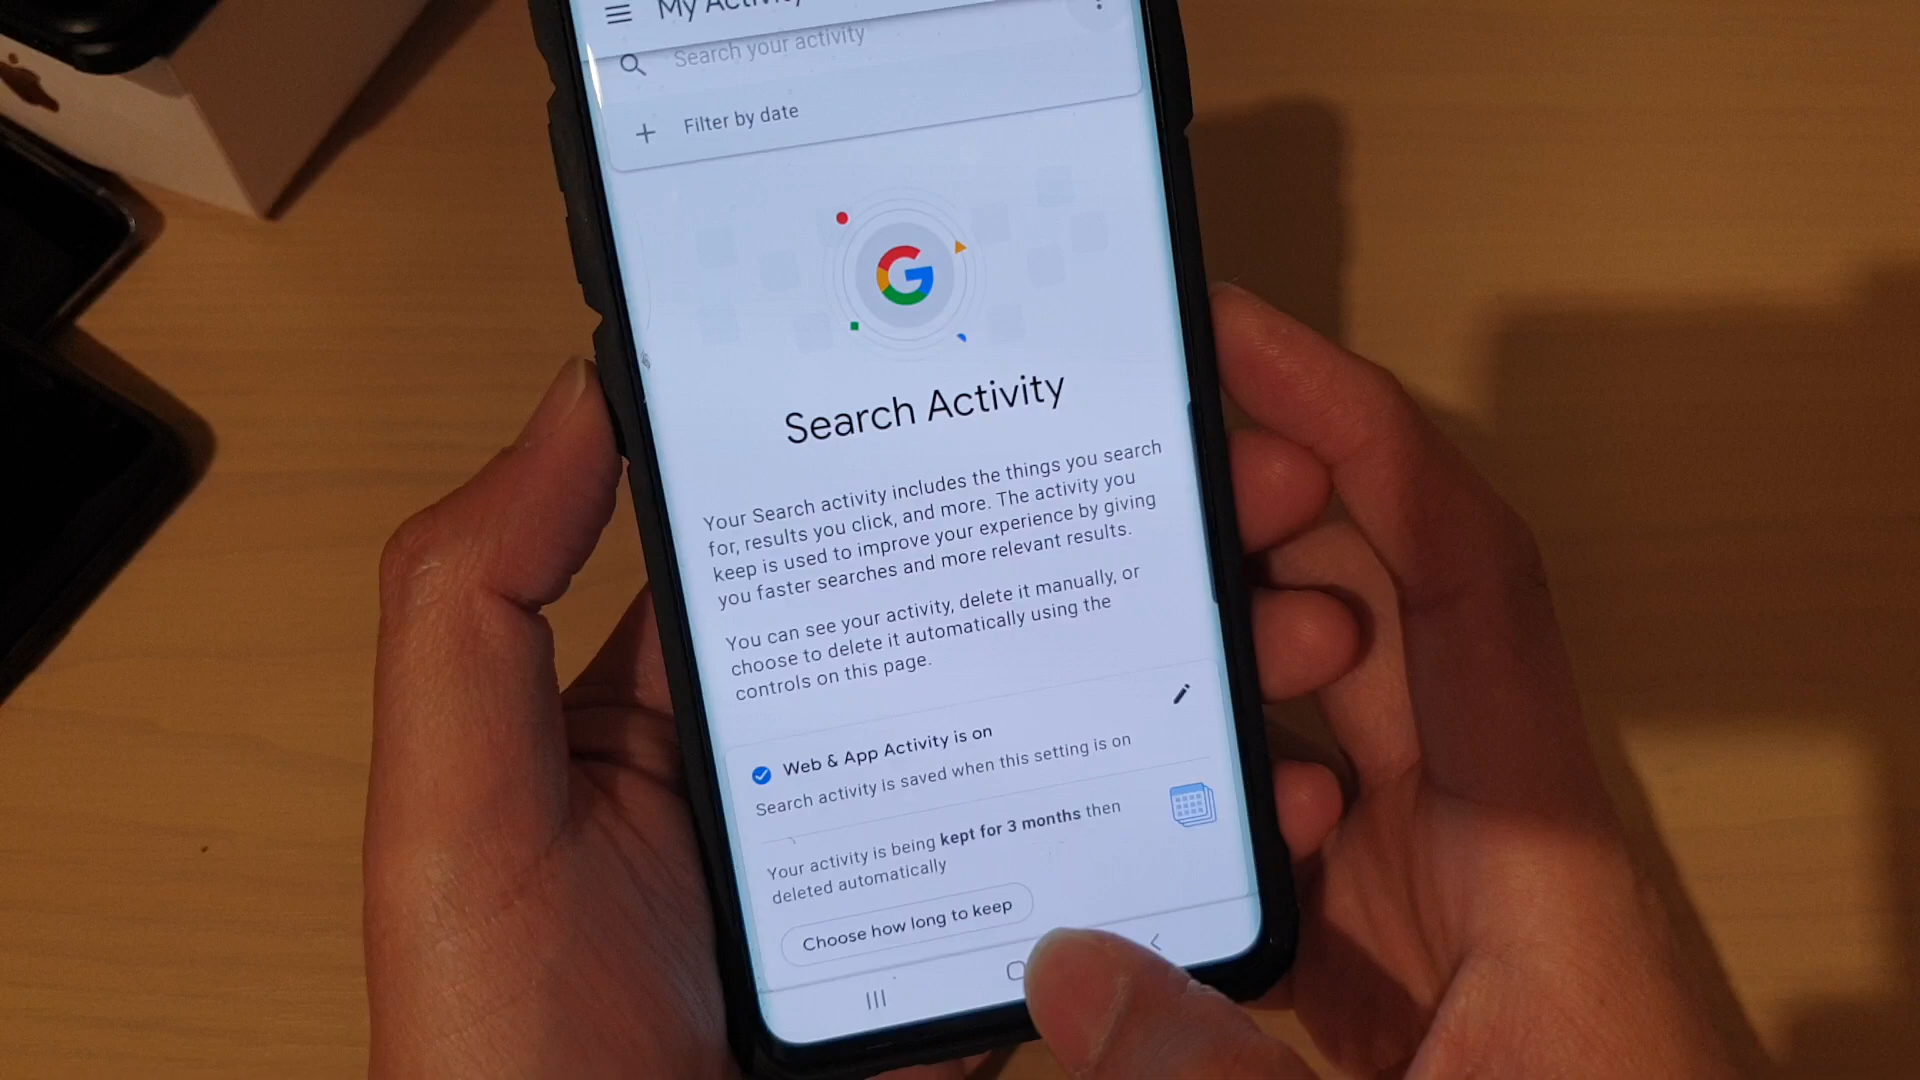 My Activity
Search your activity
Filter by date
Search Activity
Your Search activity includes the things you search
for, results you click, and more. The activity you
keep is used to improve your experience by giving
you faster searches and more relevant results.
You can see your activity, delete it manually, or
choose to delete it automatically using the
controls on this page.
Web & App Activity is on
Search activity is saved when this setting is on
Your activity is being kept for 3 months then
deleted automatically
Choose how long to keep